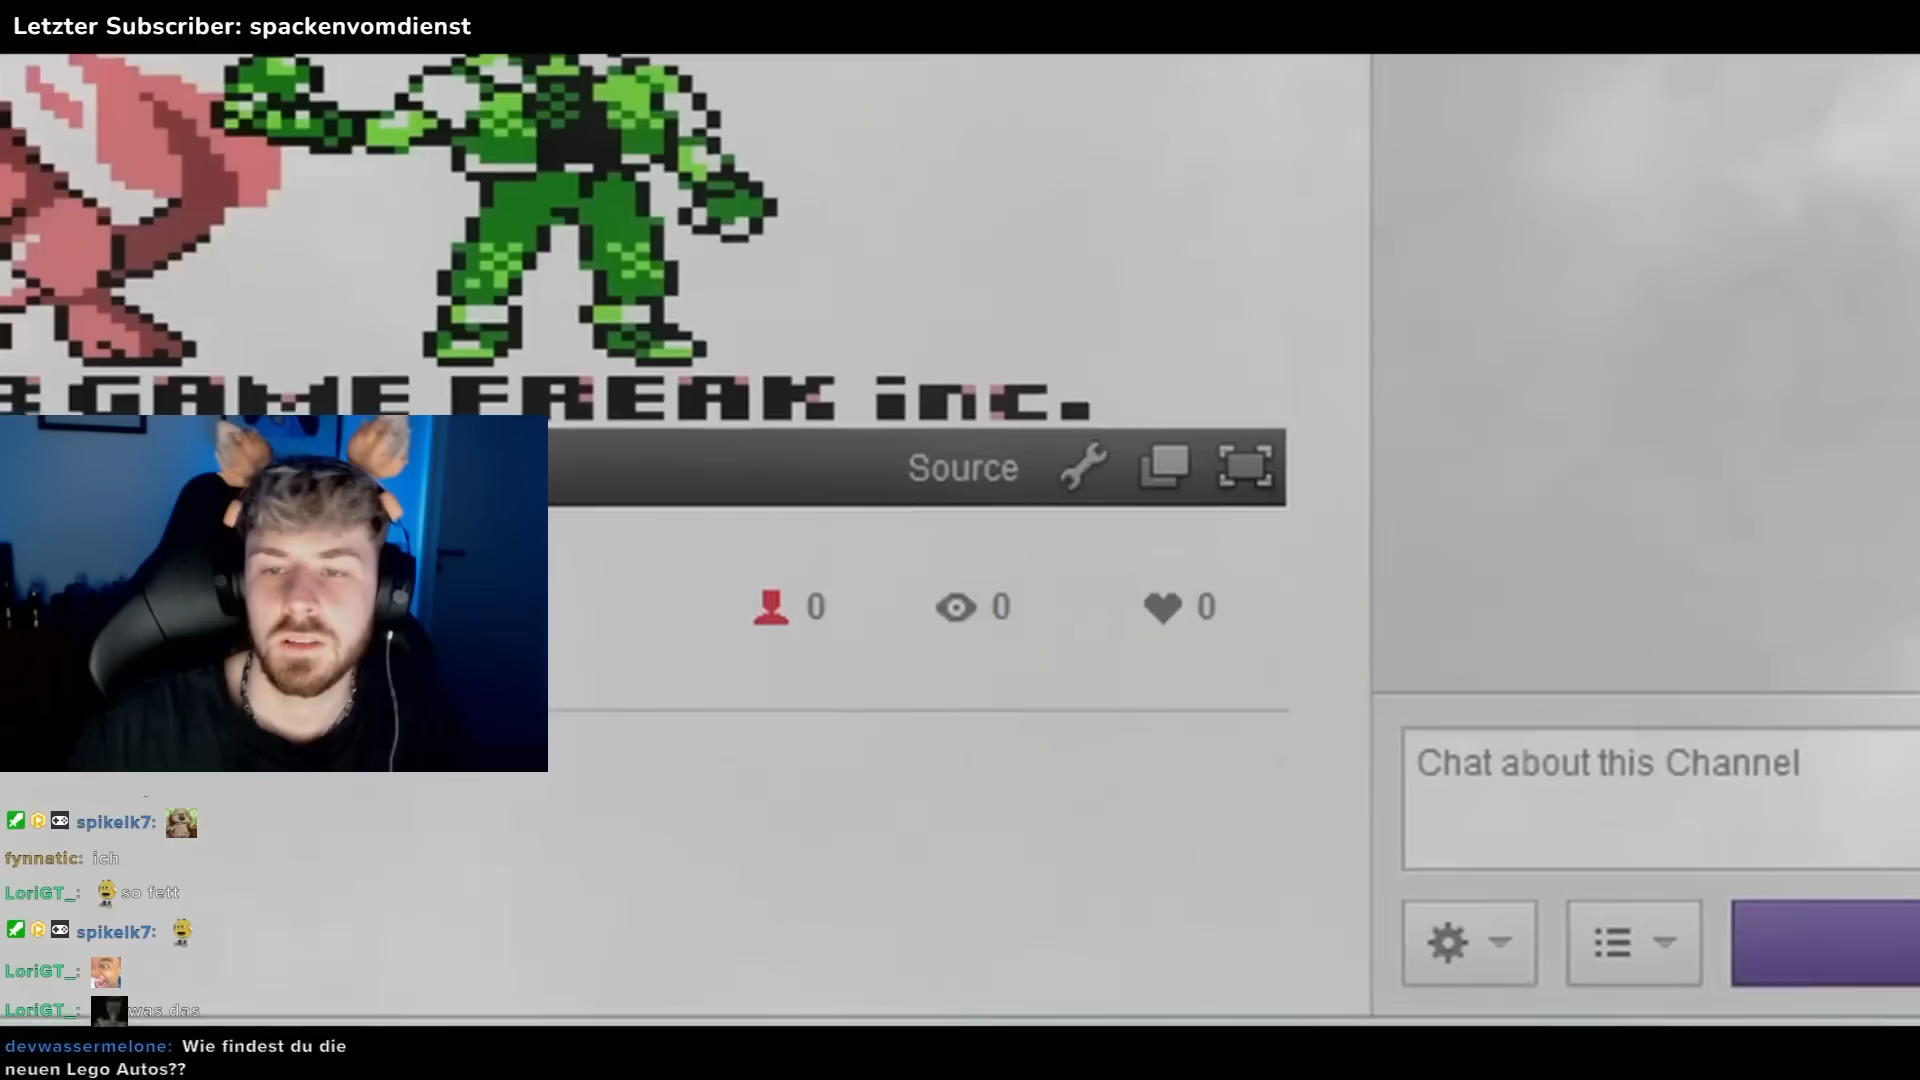 Letzter Subscriber: spackenvomdienst
GAME FREAK inc.
Source
0 0 0
Chat about this Channel
spikelk7:
fynnatic: ich
LoriGT_: so fett
spikelk7:
LoriGT_:
LoriGT_: was das
devwassermelone: Wie findest du die
neuen Lego Autos??